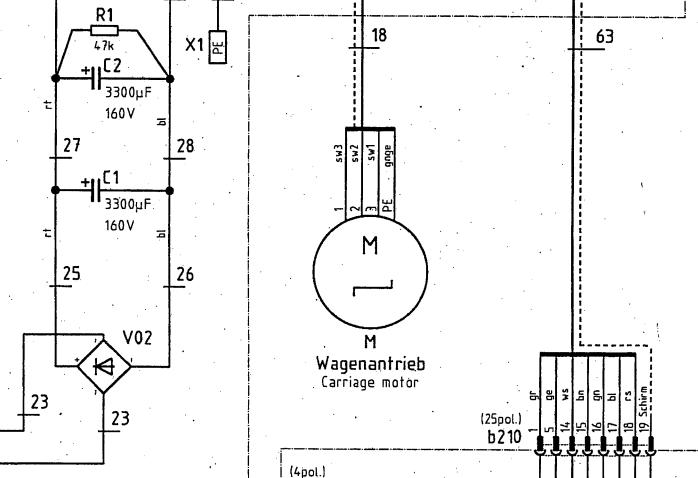 R1
47k
X1
PE
18
63
+
C2
3300µF
160V
rt
bl
27
28
sw3
sw2
sw1
gnge
+
C1
3300µF
160V
1
2
3
PE
rt
bl
M
25
26
V02
+
M
Wagenantrieb
Carriage motor
23
23
gr
ge
ws
bn
gn
bl
rs
Schirm
(25pol.)
b210
1
5
14
15
16
17
18
19
(4pol.)